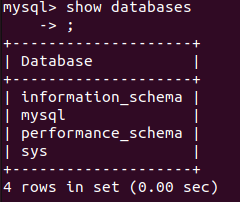 mysql> show databases
    -> ;
+--------------------+
| Database           |
+--------------------+
| information_schema |
| mysql              |
| performance_schema |
| sys                |
+--------------------+
4 rows in set (0.00 sec)